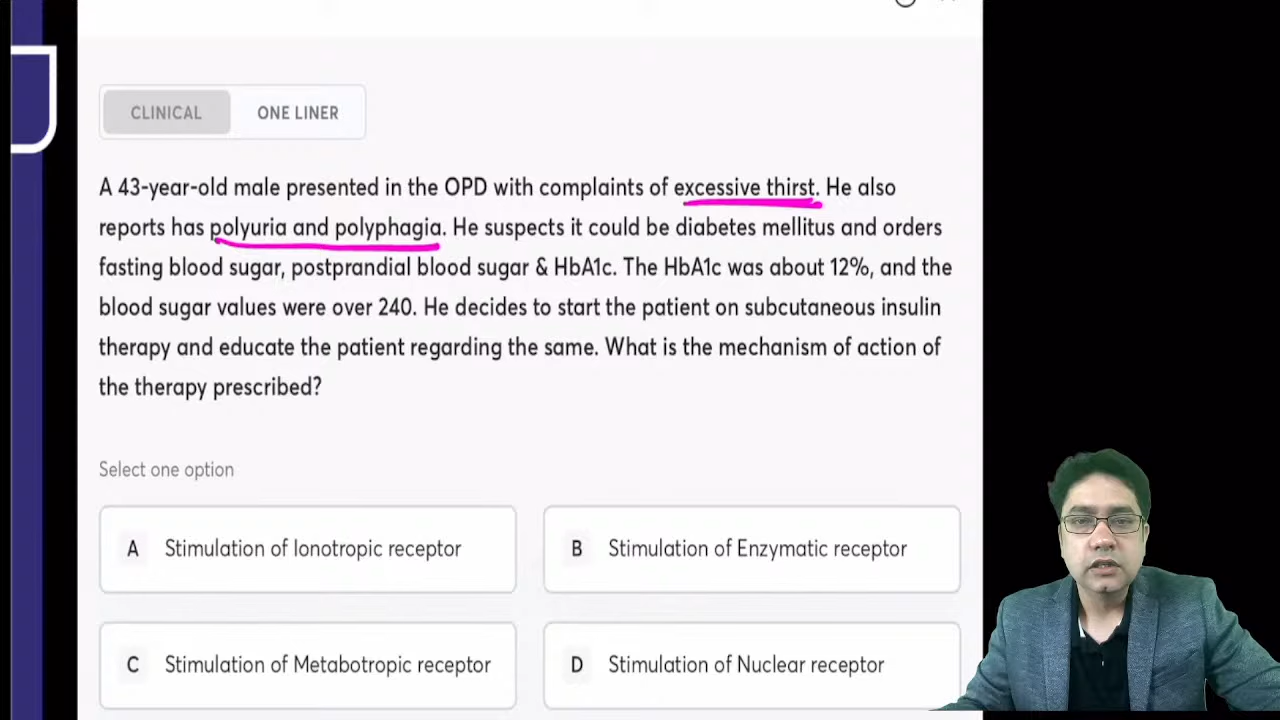 CLINICAL
ONE LINER
A 43-year-old male presented in the OPD with complaints of excessive thirst. He also
reports has polyuria and polyphagia. He suspects it could be diabetes mellitus and orders
fasting blood sugar, postprandial blood sugar & HbA1c. The HbA1c was about 12%, and the
blood sugar values were over 240. He decides to start the patient on subcutaneous insulin
therapy and educate the patient regarding the same. What is the mechanism of action of
the therapy prescribed?
Select one option
A Stimulation of Ionotropic receptor
B Stimulation of Enzymatic receptor
C Stimulation of Metabotropic receptor
D Stimulation of Nuclear receptor